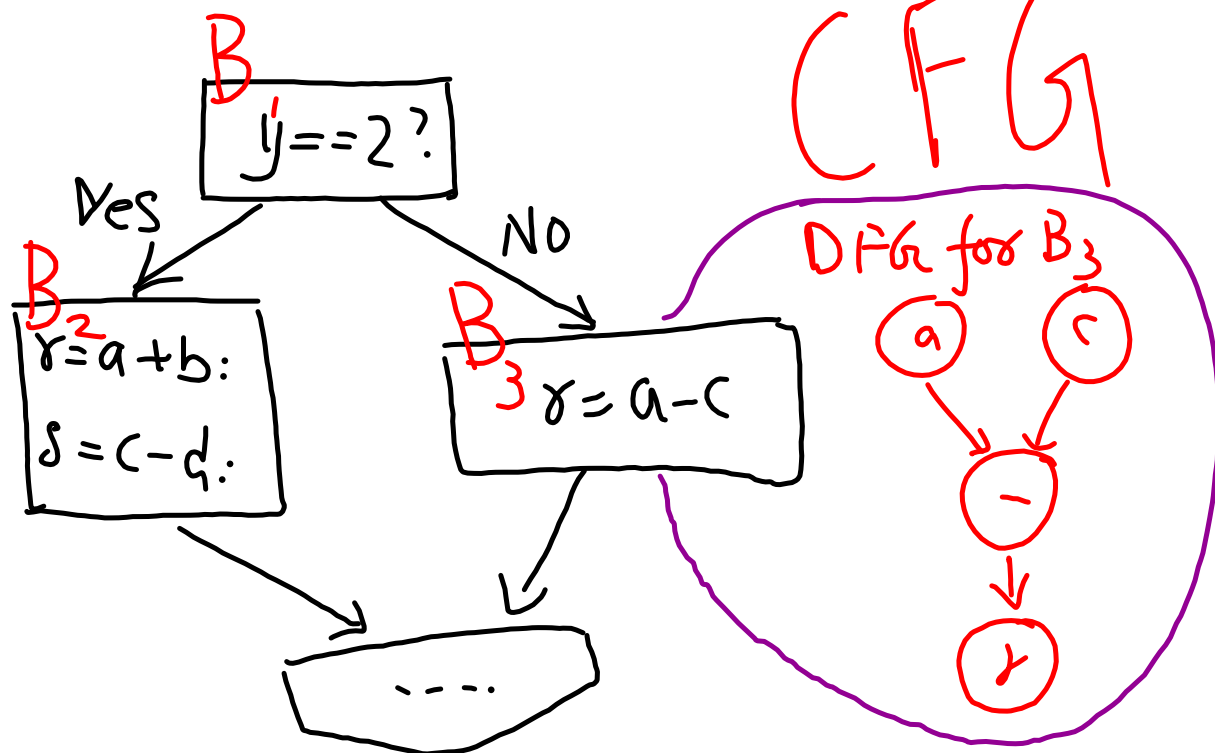 CFG
B1
y==2?
Yes
No
B2
r=a+b;
s=c-d;
B3
r=a-c
DFG for B3
a
c
-
r
----.